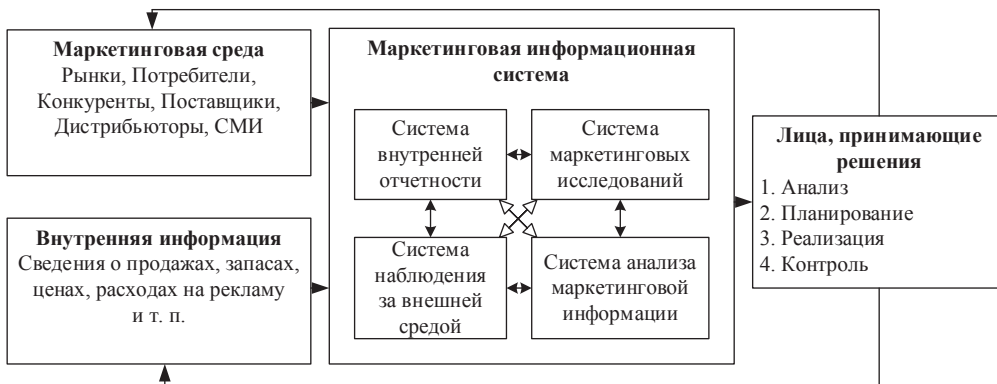 Маркетинговая среда
Рынки, Потребители,
Конкуренты, Поставщики,
Дистрибьюторы, СМИ
Внутренняя информация
Сведения о продажах, запасах,
ценах, расходах на рекламу
и т. п.
Маркетинговая информационная
система
Система
внутренней
отчетности
Система
маркетинговых
исследований
Система
наблюдения
за внешней
средой
Система анализа
маркетинговой
информации
Лица, принимающие
решения
1. Анализ
2. Планирование
3. Реализация
4. Контроль